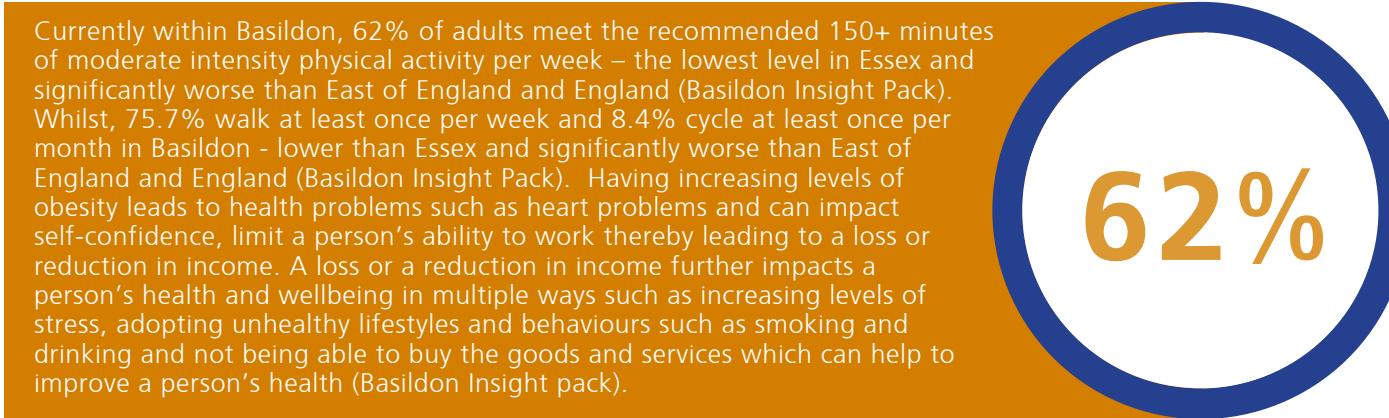 Currently within Basildon, 62% of adults meet the recommended 150+ minutes
of moderate intensity physical activity per week – the lowest level in Essex and
significantly worse than East of England and England (Basildon Insight Pack).
Whilst, 75.7% walk at least once per week and 8.4% cycle at least once per
month in Basildon - lower than Essex and significantly worse than East of
England and England (Basildon Insight Pack).  Having increasing levels of
obesity leads to health problems such as heart problems and can impact
self-confidence, limit a person’s ability to work thereby leading to a loss or
reduction in income. A loss or a reduction in income further impacts a
person’s health and wellbeing in multiple ways such as increasing levels of
stress, adopting unhealthy lifestyles and behaviours such as smoking and
drinking and not being able to buy the goods and services which can help to
improve a person’s health (Basildon Insight pack).
62%